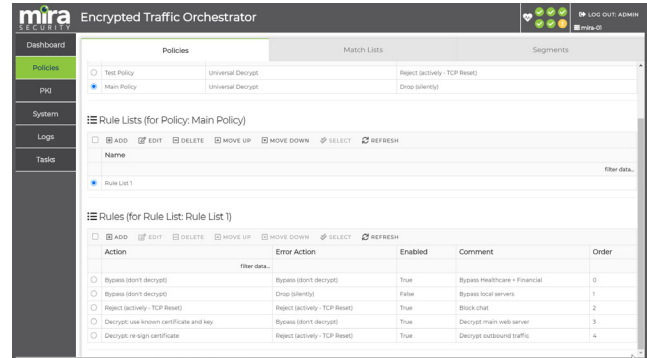 mira
SECURITY
Encrypted Traffic Orchestrator
LOG OUT: ADMIN
mira-01
Dashboard
Policies
PKI
System
Logs
Tasks
Policies Match Lists Segments
Test Policy Universal Decrypt Reject (actively - TCP Reset)
Main Policy Universal Decrypt Drop (silently)
Rule Lists (for Policy: Main Policy)
ADD EDIT DELETE MOVE UP MOVE DOWN SELECT REFRESH
Name
filter data...
Rule List 1
Rules (for Rule List: Rule List 1)
ADD EDIT DELETE MOVE UP MOVE DOWN SELECT REFRESH
Action Error Action Enabled Comment Order
filter data...
Bypass (don't decrypt) Bypass (don't decrypt) True Bypass Healthcare + Financial 0
Bypass (don't decrypt) Drop (silently) False Bypass local servers 1
Reject (actively - TCP Reset) Reject (actively - TCP Reset) True Block chat 2
Decrypt: use known certificate and key Bypass (don't decrypt) True Decrypt main web server 3
Decrypt: re-sign certificate Reject (actively - TCP Reset) True Decrypt outbound traffic 4